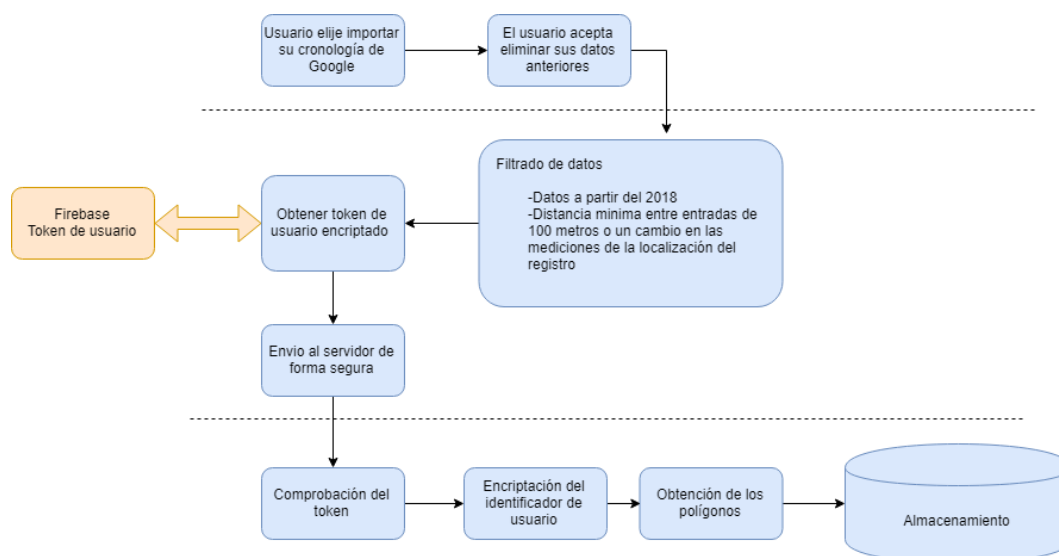 Usuario elije importar
su cronología de
Google
El usuario acepta
eliminar sus datos
anteriores
Filtrado de datos
-Datos a partir del 2018
-Distancia minima entre entradas de
100 metros o un cambio en las
mediciones de la localización del
registro
Obtener token de
usuario encriptado
Firebase
Token de usuario
Envio al servidor de
forma segura
Comprobación del
token
Encriptación del
identificador de
usuario
Obtención de los
polígonos
Almacenamiento